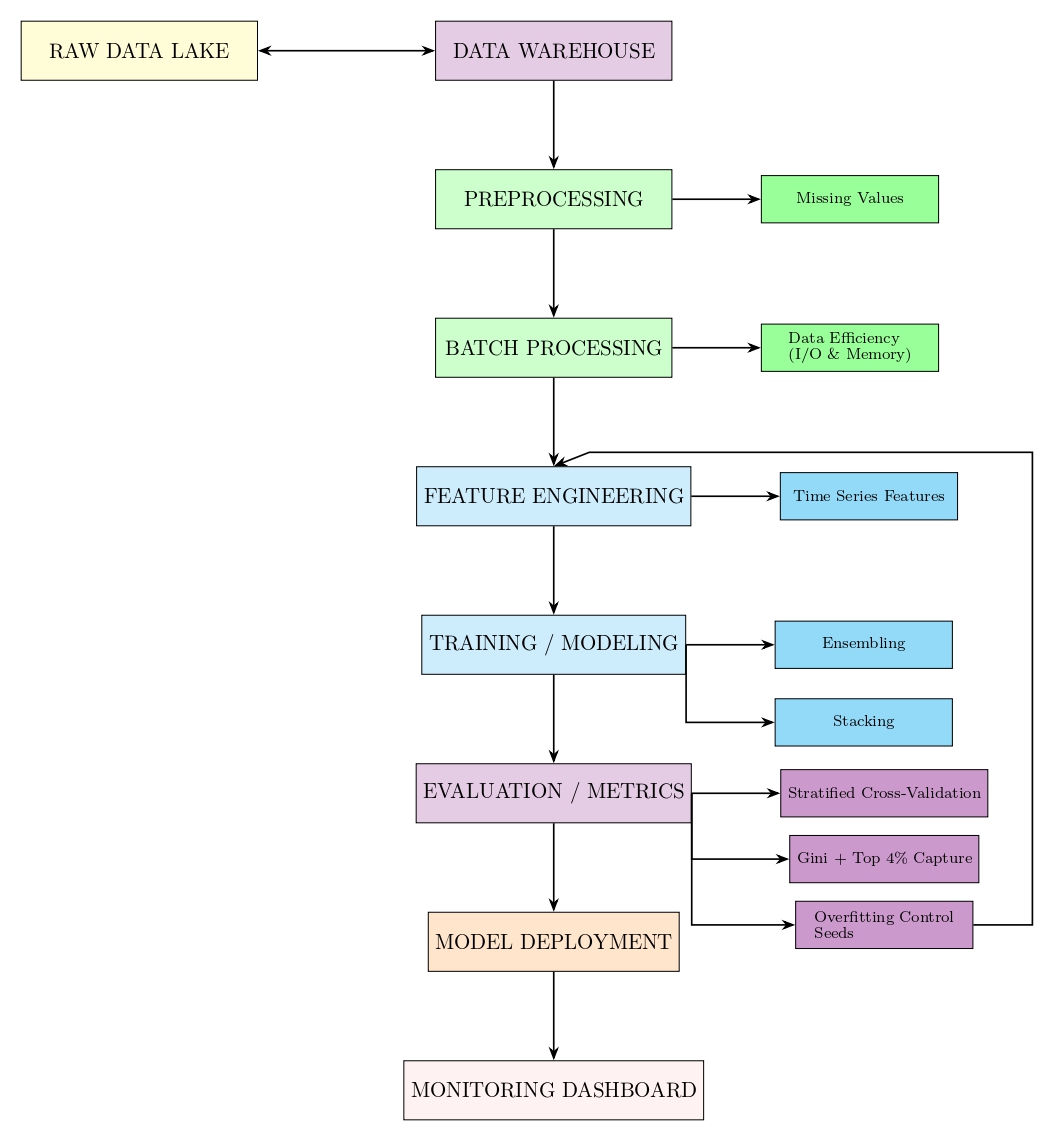 RAW DATA LAKE
DATA WAREHOUSE
PREPROCESSING
Missing Values
BATCH PROCESSING
Data Efficiency
(I/O & Memory)
FEATURE ENGINEERING
Time Series Features
TRAINING / MODELING
Ensembling
Stacking
EVALUATION / METRICS
Stratified Cross-Validation
Gini + Top 4% Capture
Overfitting Control
Seeds
MODEL DEPLOYMENT
MONITORING DASHBOARD